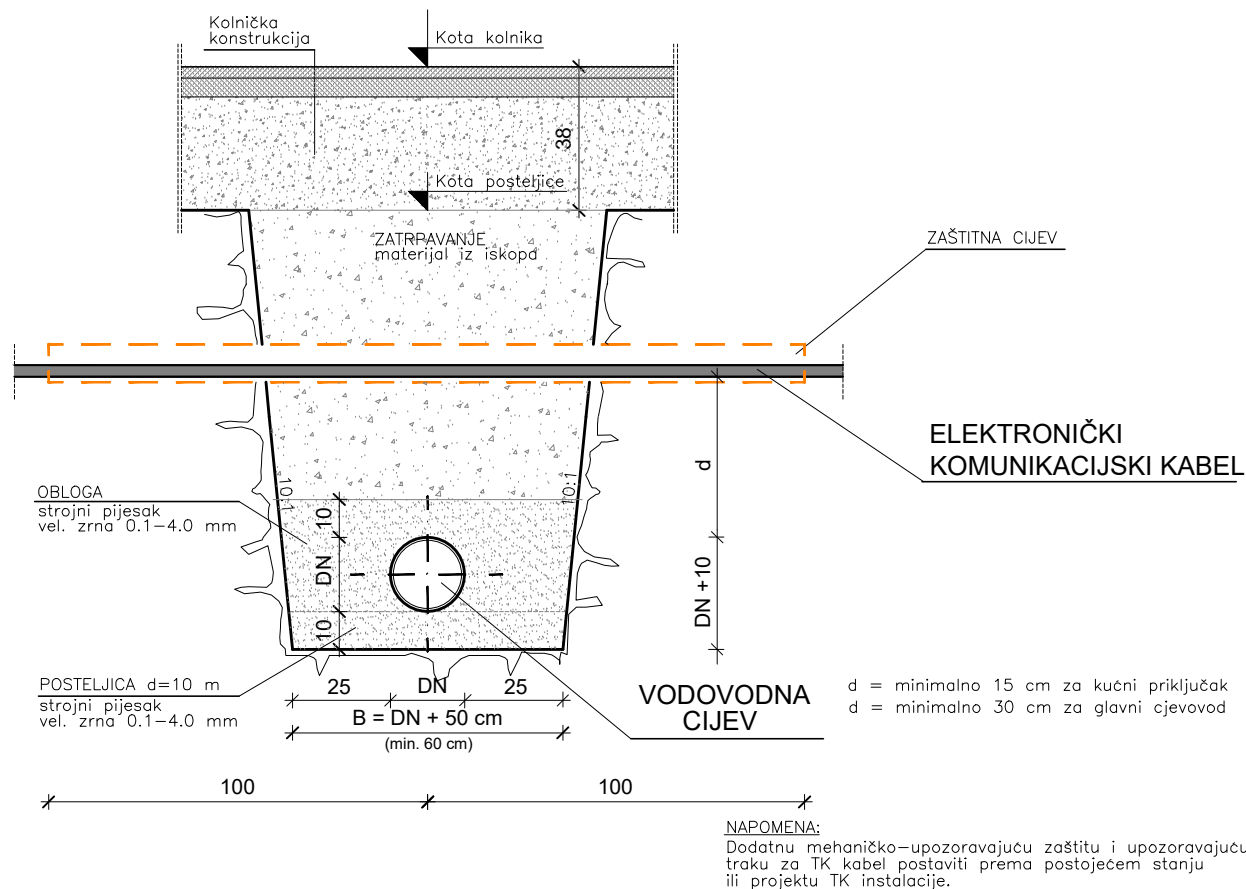 Kolnička
konstrukcija
Kota kolnika
38
Kota posteljice
ZATRPAVANJE
materijal iz iskopa
ZAŠTITNA CIJEV
ELEKTRONIČKI
KOMUNIKACIJSKI KABEL
d
10:1
10:1
OBLOGA
strojni pijesak
vel. zrna 0.1–4.0 mm
10
DN
10
DN +10
POSTELJICA d=10 m
strojni pijesak
vel. zrna 0.1–4.0 mm
25 DN 25
B = DN + 50 cm
(min. 60 cm)
VODOVODNA
CIJEV
d = minimalno 15 cm za kućni priključak
d = minimalno 30 cm za glavni cjevovod
100 100
NAPOMENA:
Dodatnu mehaničko–upozoravajuću zaštitu i upozoravajuću
traku za TK kabel postaviti prema postojećem stanju
ili projektu TK instalacije.